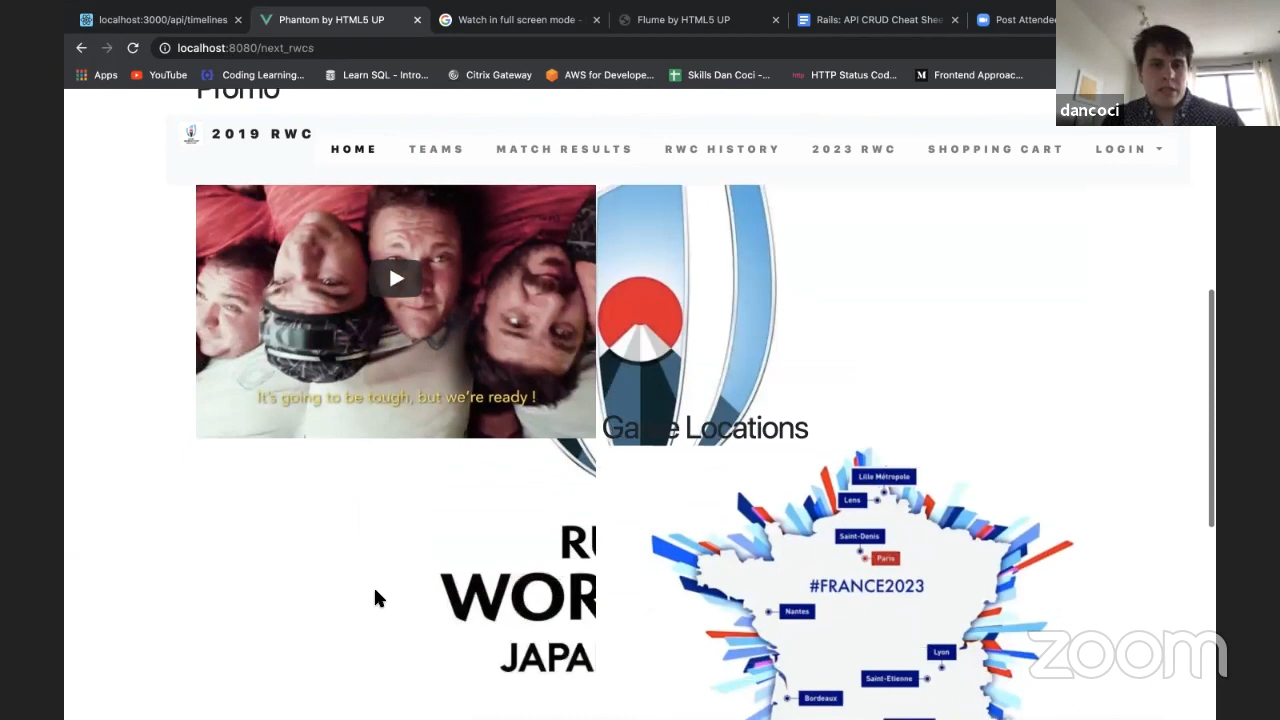 localhost:3000/api/timelines
Phantom by HTML5 UP
Watch in full screen mode -
Flume by HTML5 UP
Rails: API CRUD Cheat Shee
Post Attende
localhost:8080/next_rwcs
Apps
YouTube
Coding Learning...
Learn SQL - Intro...
Citrix Gateway
AWS for Develope...
Skills Dan Coci -...
HTTP Status Cod...
Frontend Approac...
dancoci
Promo
2019 RWC
HOME
TEAMS
MATCH RESULTS
RWC HISTORY
2023 RWC
SHOPPING CART
LOGIN
It's going to be tough, but we're ready !
Game Locations
Lille Métropole
Lens
Saint-Denis
Paris
#FRANCE2023
Nantes
Lyon
Saint-Etienne
Bordeaux
RU
WOR
JAPA
zoom